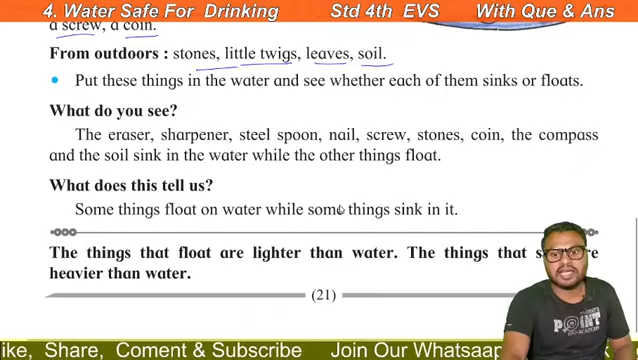 4. Water Safe For Drinking Std 4th EVS With Que & Ans
a screw, a coin.
From outdoors : stones, little twigs, leaves, soil.
• Put these things in the water and see whether each of them sinks or floats.
What do you see?
The eraser, sharpener, steel spoon, nail, screw, stones, coin, the compass
and the soil sink in the water while the other things float.
What does this tell us?
Some things float on water while some things sink in it.
The things that float are lighter than water. The things that
heavier than water.
(21)
POINT
like, Share, Coment & Subscribe Join Our Whatsapp